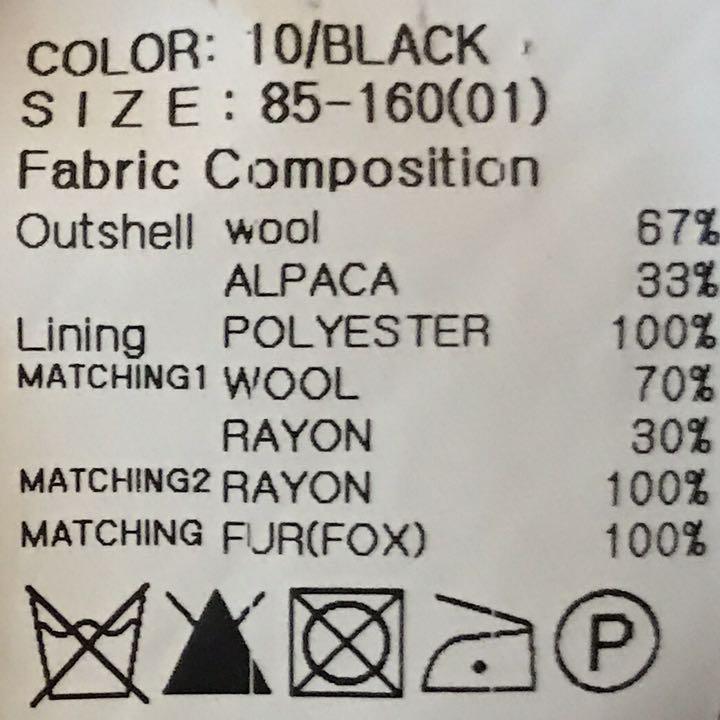 COLOR: 10/BLACK
SIZE: 85-160(01)
Fabric Composition
Outshell wool 67%
ALPACA 33%
Lining POLYESTER 100%
MATCHING1 WOOL 70%
RAYON 30%
MATCHING2 RAYON 100%
MATCHING FUR(FOX) 100%
P